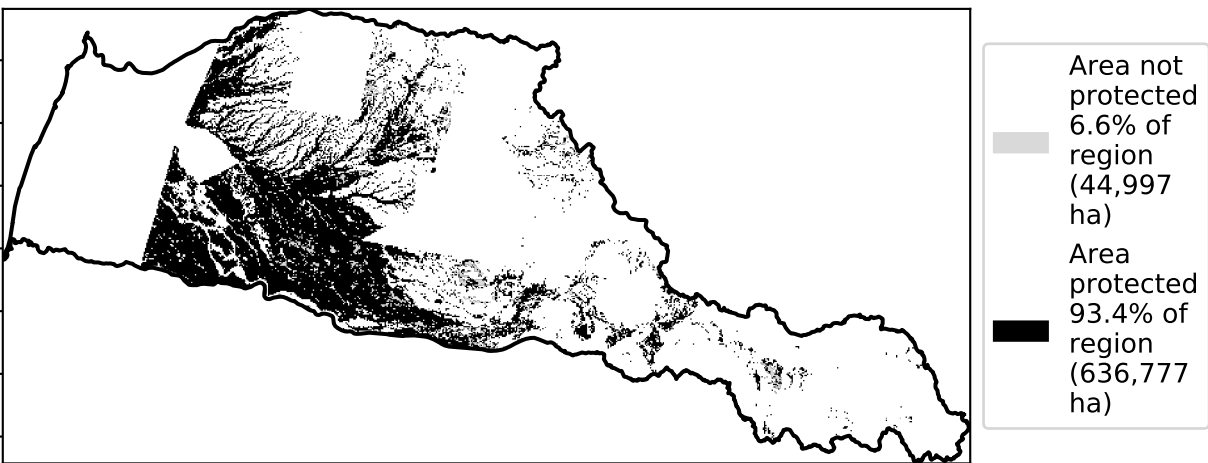 Area not
protected
6.6% of
region
(44,997
ha)
Area
protected
93.4% of
region
(636,777
ha)